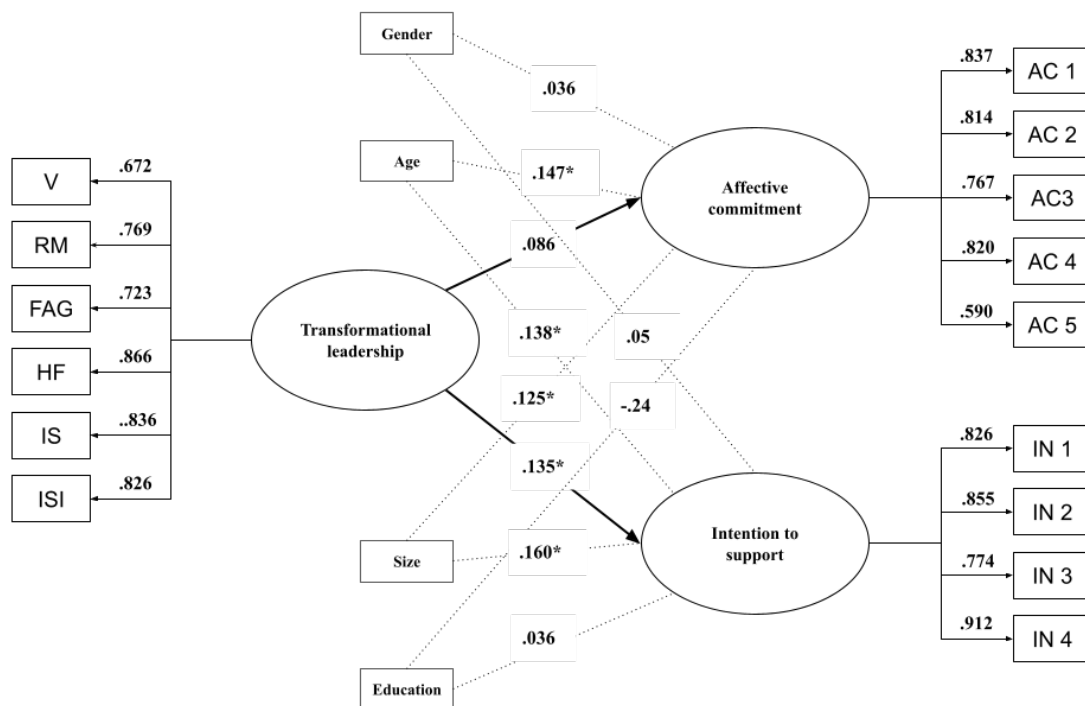 Gender
.036
.837
AC 1
.814
AC 2
Age
.147*
Affective
commitment
.672
V
.767
AC3
.769
RM
.086
.820
AC 4
.723
FAG
.138*
.05
.590
AC 5
Transformational
leadership
.866
HF
.125*
-.24
..836
IS
.826
IN 1
.135*
.826
ISI
.855
IN 2
Size
.160*
Intention to
support
.774
IN 3
.036
.912
IN 4
Education